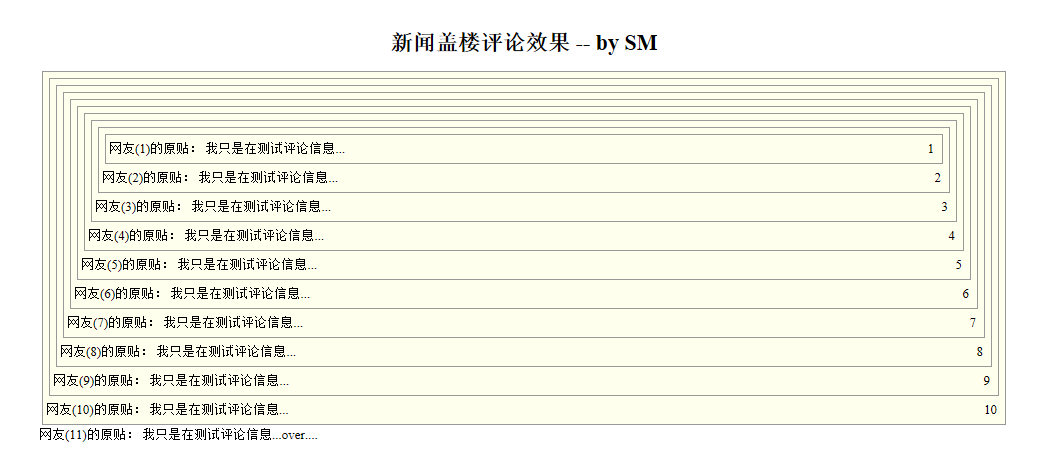 新闻盖楼评论效果 -- by SM
网友(1)的原贴： 我只是在测试评论信息... 1
网友(2)的原贴： 我只是在测试评论信息... 2
网友(3)的原贴： 我只是在测试评论信息... 3
网友(4)的原贴： 我只是在测试评论信息... 4
网友(5)的原贴： 我只是在测试评论信息... 5
网友(6)的原贴： 我只是在测试评论信息... 6
网友(7)的原贴： 我只是在测试评论信息... 7
网友(8)的原贴： 我只是在测试评论信息... 8
网友(9)的原贴： 我只是在测试评论信息... 9
网友(10)的原贴： 我只是在测试评论信息... 10
网友(11)的原贴： 我只是在测试评论信息...over....